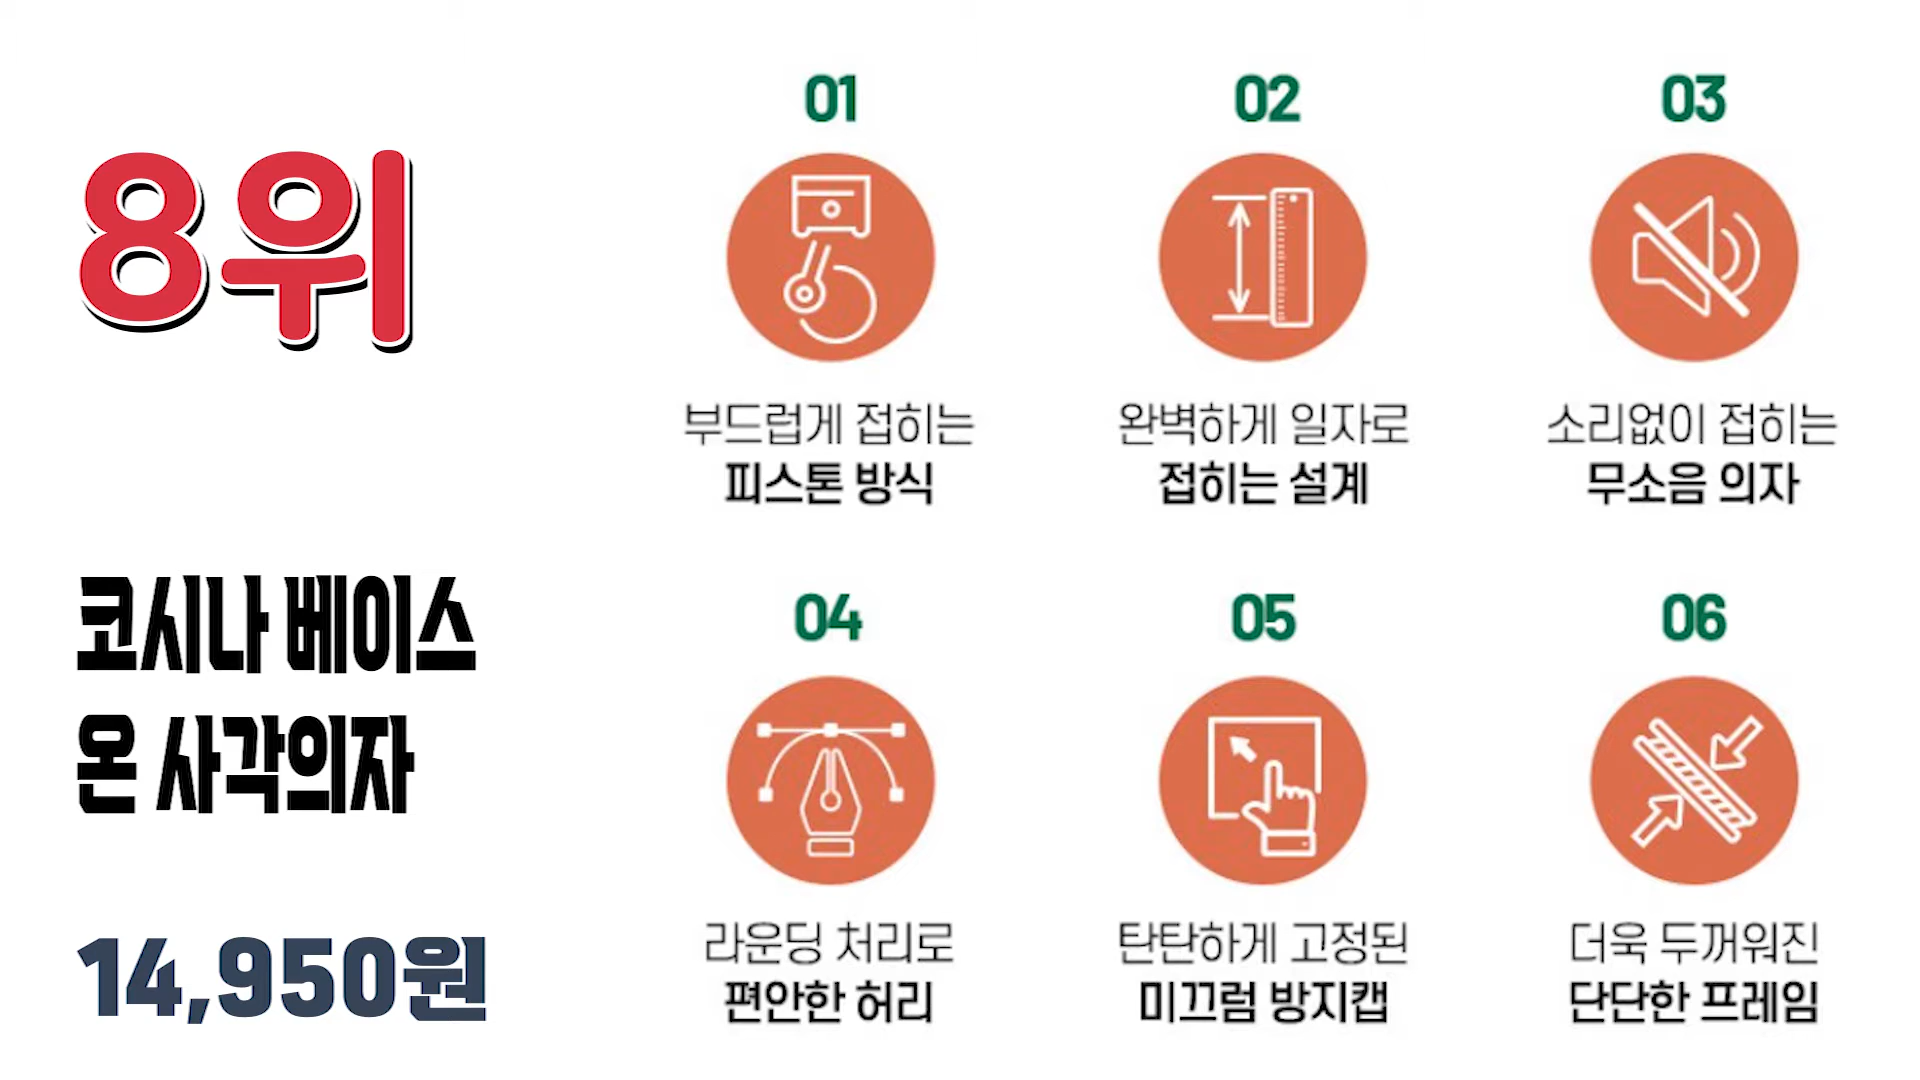 8위
코시나 베이스
온 사각의자
14,950원
01
부드럽게 접히는
피스톤 방식
02
완벽하게 일자로
접히는 설계
03
소리없이 접히는
무소음 의자
04
라운딩 처리로
편안한 허리
05
탄탄하게 고정된
미끄럼 방지캡
06
더욱 두꺼워진
단단한 프레임